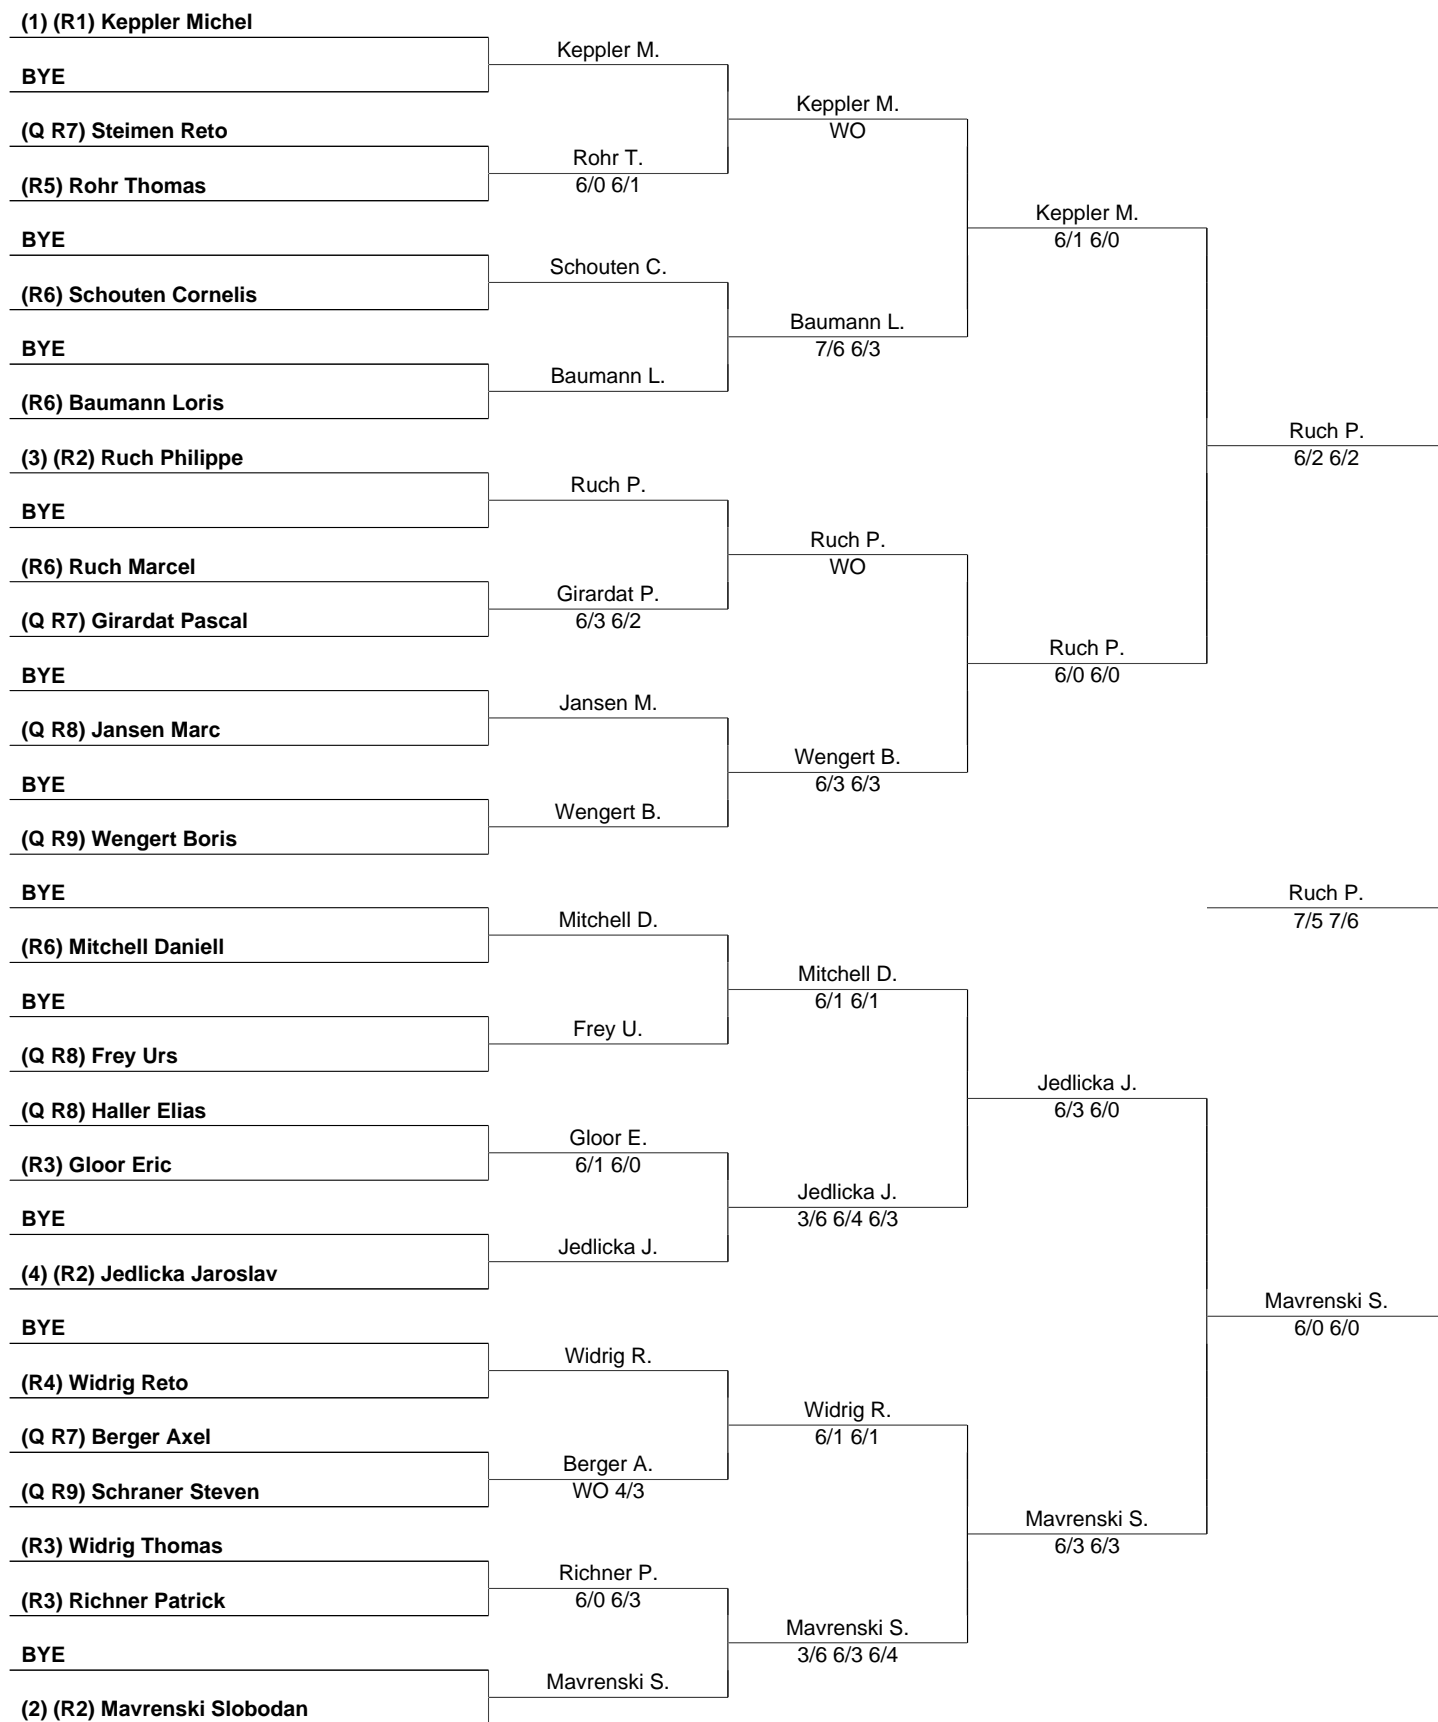 (1) (R1) Keppler Michel
Keppler M.
BYE
Keppler M.
WO
(Q R7) Steimen Reto
Rohr T.
6/0 6/1
(R5) Rohr Thomas
Keppler M.
6/1 6/0
BYE
Schouten C.
(R6) Schouten Cornelis
Baumann L.
7/6 6/3
BYE
Baumann L.
(R6) Baumann Loris
Ruch P.
6/2 6/2
(3) (R2) Ruch Philippe
Ruch P.
BYE
Ruch P.
WO
(R6) Ruch Marcel
Girardat P.
6/3 6/2
(Q R7) Girardat Pascal
Ruch P.
6/0 6/0
BYE
Jansen M.
(Q R8) Jansen Marc
Wengert B.
6/3 6/3
BYE
Wengert B.
(Q R9) Wengert Boris
BYE
Ruch P.
7/5 7/6
Mitchell D.
(R6) Mitchell Daniell
Mitchell D.
6/1 6/1
BYE
Frey U.
(Q R8) Frey Urs
Jedlicka J.
6/3 6/0
(Q R8) Haller Elias
Gloor E.
6/1 6/0
(R3) Gloor Eric
Jedlicka J.
3/6 6/4 6/3
BYE
Jedlicka J.
(4) (R2) Jedlicka Jaroslav
Mavrenski S.
6/0 6/0
BYE
Widrig R.
(R4) Widrig Reto
Widrig R.
6/1 6/1
(Q R7) Berger Axel
Berger A.
WO 4/3
(Q R9) Schraner Steven
Mavrenski S.
6/3 6/3
(R3) Widrig Thomas
Richner P.
6/0 6/3
(R3) Richner Patrick
Mavrenski S.
3/6 6/3 6/4
BYE
Mavrenski S.
(2) (R2) Mavrenski Slobodan